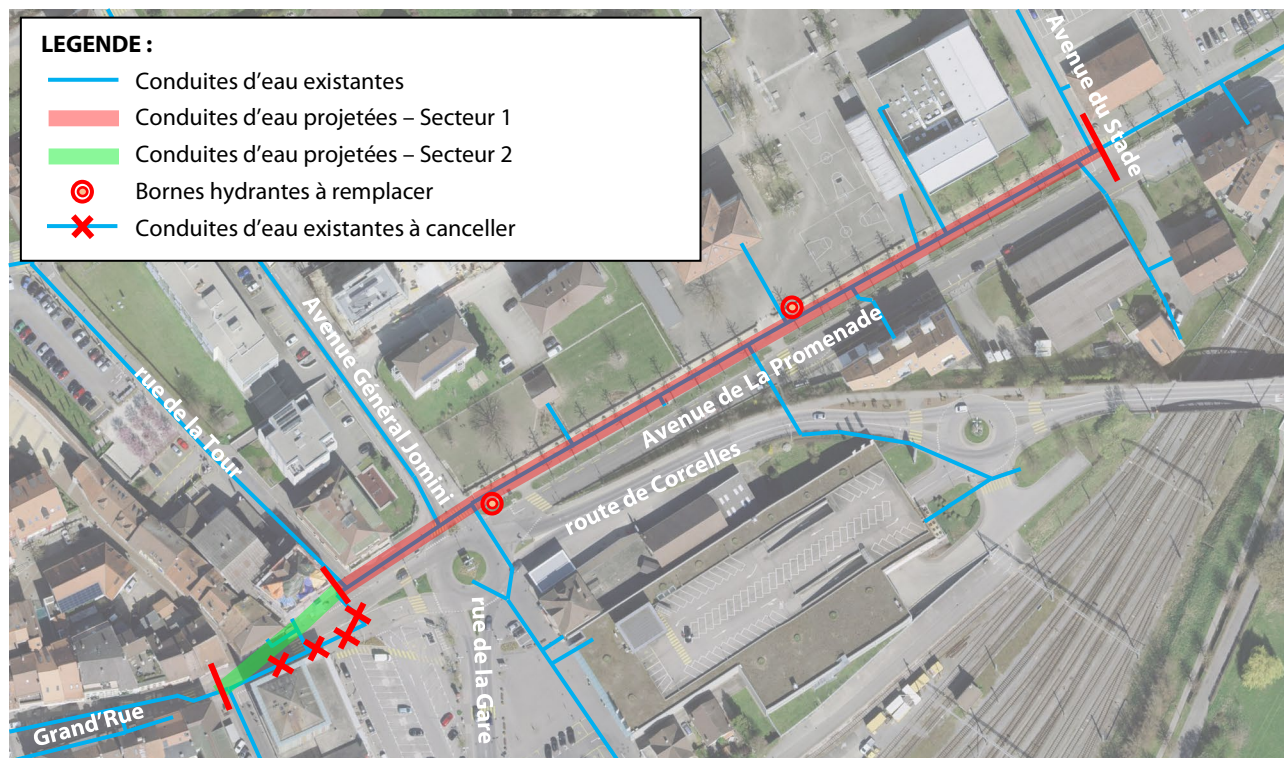 LEGENDE :
Conduites d'eau existantes
Conduites d'eau projetées – Secteur 1
Conduites d'eau projetées – Secteur 2
Bornes hydrantes à remplacer
Conduites d'eau existantes à canceller
Avenue du Stade
Avenue Général Jomini
rue de la Tour
Avenue de La Promenade
route de Corcelles
rue de la Gare
Grand'Rue